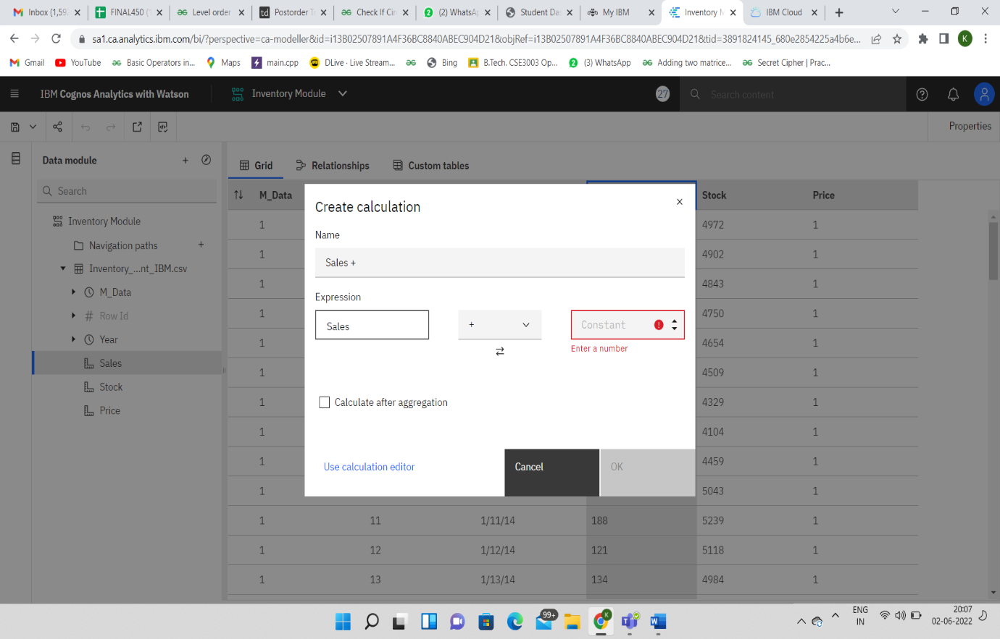 Inbox (1,59
FINAL450 (
Level order
Postorder T
Check If Cir
(2) WhatsA
Student Da
My IBM
Inventory M
IBM Cloud
sa1.ca.analytics.ibm.com/bi/?perspective=ca-modeller&id=i13B02507891A4F36BC8840ABEC904D21&objRef=i13B02507891A4F36BC8840ABEC904D21&tid=3891824145_680e2854225a4b6e...
K
Gmail
YouTube
Basic Operators in...
Maps
main.cpp
DLive · Live Stream...
Bing
B.Tech. CSE3003 Op...
(3) WhatsApp
Adding two matrice...
Secret Cipher | Prac...
IBM Cognos Analytics with Watson
Inventory Module
27
Search content
Properties
Data module
Grid
Relationships
Custom tables
Search
Inventory Module
Navigation paths
Inventory_...nt_IBM.csv
M_Data
Row Id
Year
Sales
Stock
Price
M_Data Stock Price
1 4972 1
1 4902 1
1 4843 1
1 4750 1
1 4654 1
1 4509 1
1 4329 1
1 4104 1
1 4459 1
1 5043 1
1 11 1/11/14 188 5239 1
1 12 1/12/14 121 5118 1
1 13 1/13/14 134 4984 1
Create calculation
Name
Sales +
Expression
Sales + Constant
Enter a number
Calculate after aggregation
Use calculation editor
Cancel
OK
99+
ENG
IN
20:07
02-06-2022